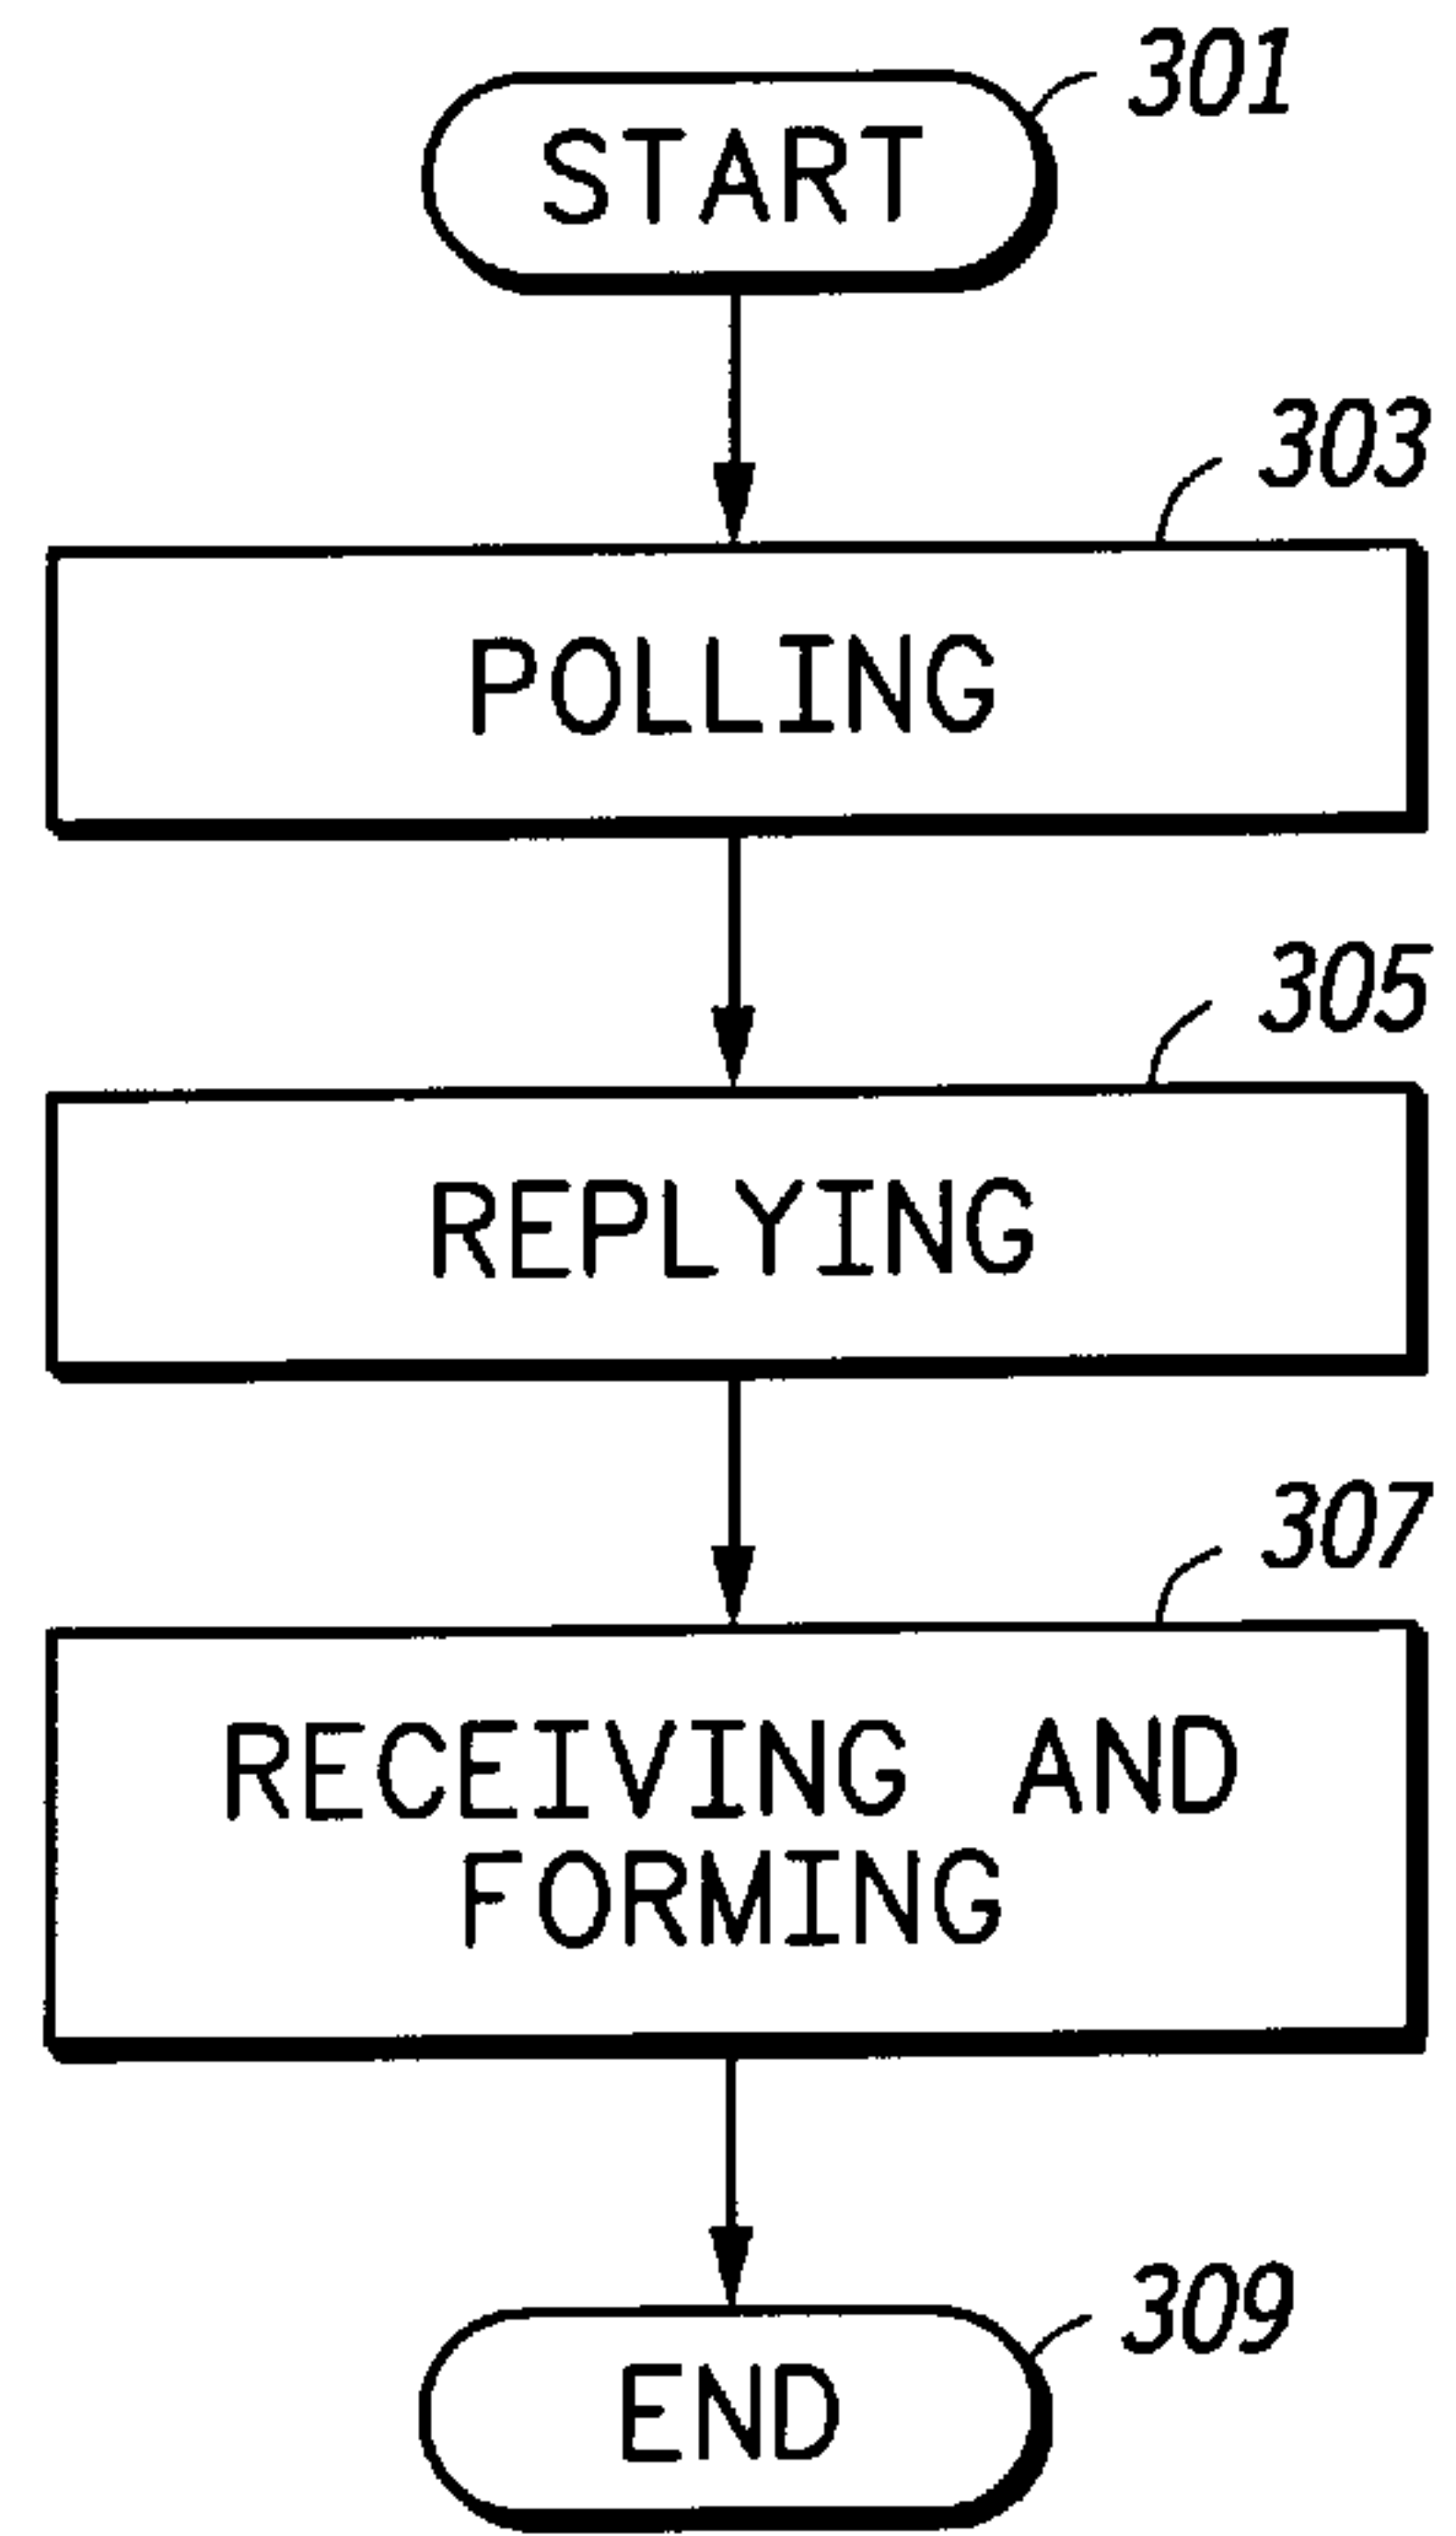 301
START
303
POLLING
305
REPLYING
307
RECEIVING AND
FORMING
309
END